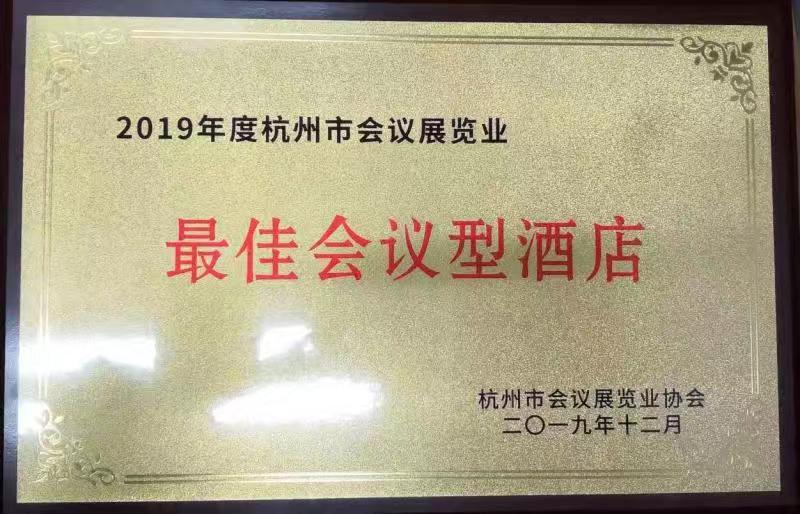 2019年度杭州市会议展览业
最佳会议型酒店
杭州市会议展览业协会
二〇一九年十二月